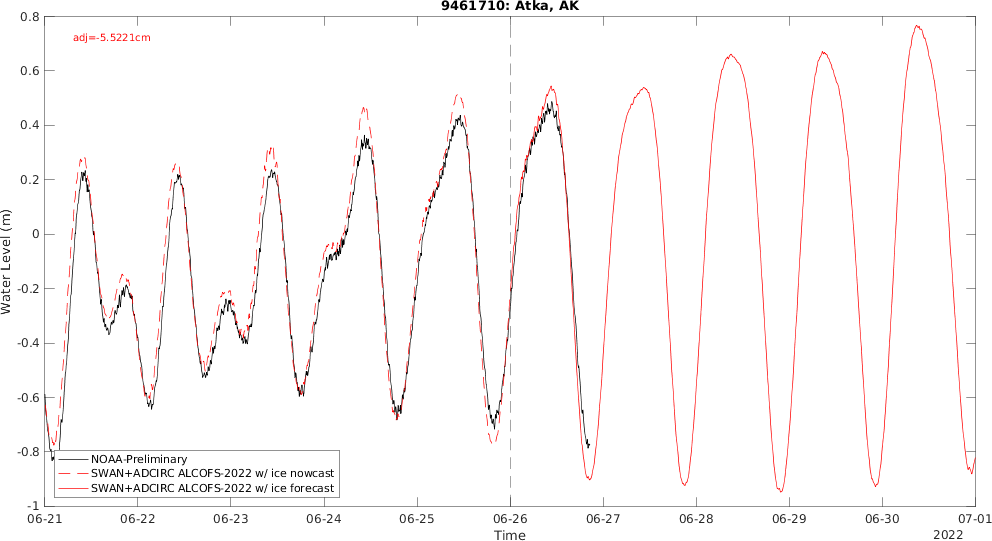 9461710: Atka, AK
adj=-5.5221cm
0.8
0.6
0.4
0.2
0
-0.2
-0.4
-0.6
-0.8
-1
Water Level (m)
NOAA-Preliminary
SWAN+ADCIRC ALCOFS-2022 w/ ice nowcast
SWAN+ADCIRC ALCOFS-2022 w/ ice forecast
06-21 06-22 06-23 06-24 06-25 06-26 06-27 06-28 06-29 06-30 07-01
Time
2022